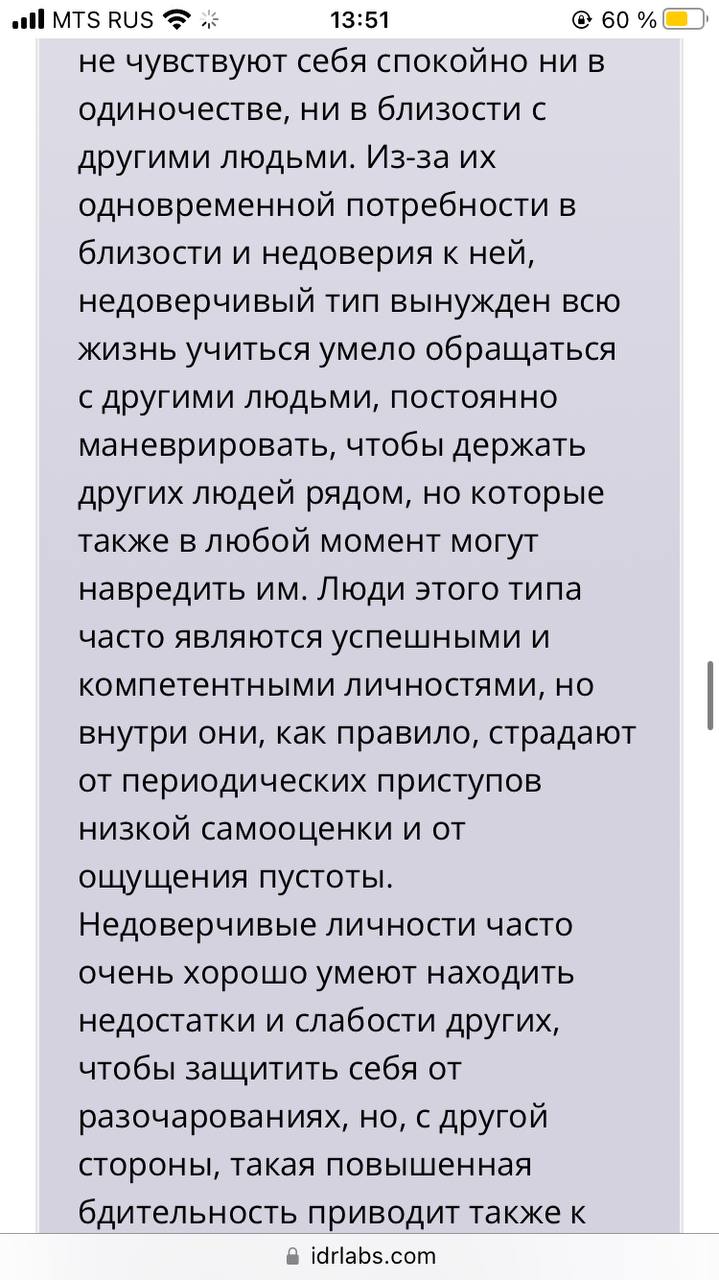 MTS RUS 13:51 60 %
не чувствуют себя спокойно ни в
одиночестве, ни в близости с
другими людьми. Из-за их
одновременной потребности в
близости и недоверия к ней,
недоверчивый тип вынужден всю
жизнь учиться умело обращаться
с другими людьми, постоянно
маневрировать, чтобы держать
других людей рядом, но которые
также в любой момент могут
навредить им. Люди этого типа
часто являются успешными и
компетентными личностями, но
внутри они, как правило, страдают
от периодических приступов
низкой самооценки и от
ощущения пустоты.
Недоверчивые личности часто
очень хорошо умеют находить
недостатки и слабости других,
чтобы защитить себя от
разочарованиях, но, с другой
стороны, такая повышенная
бдительность приводит также к
idrlabs.com